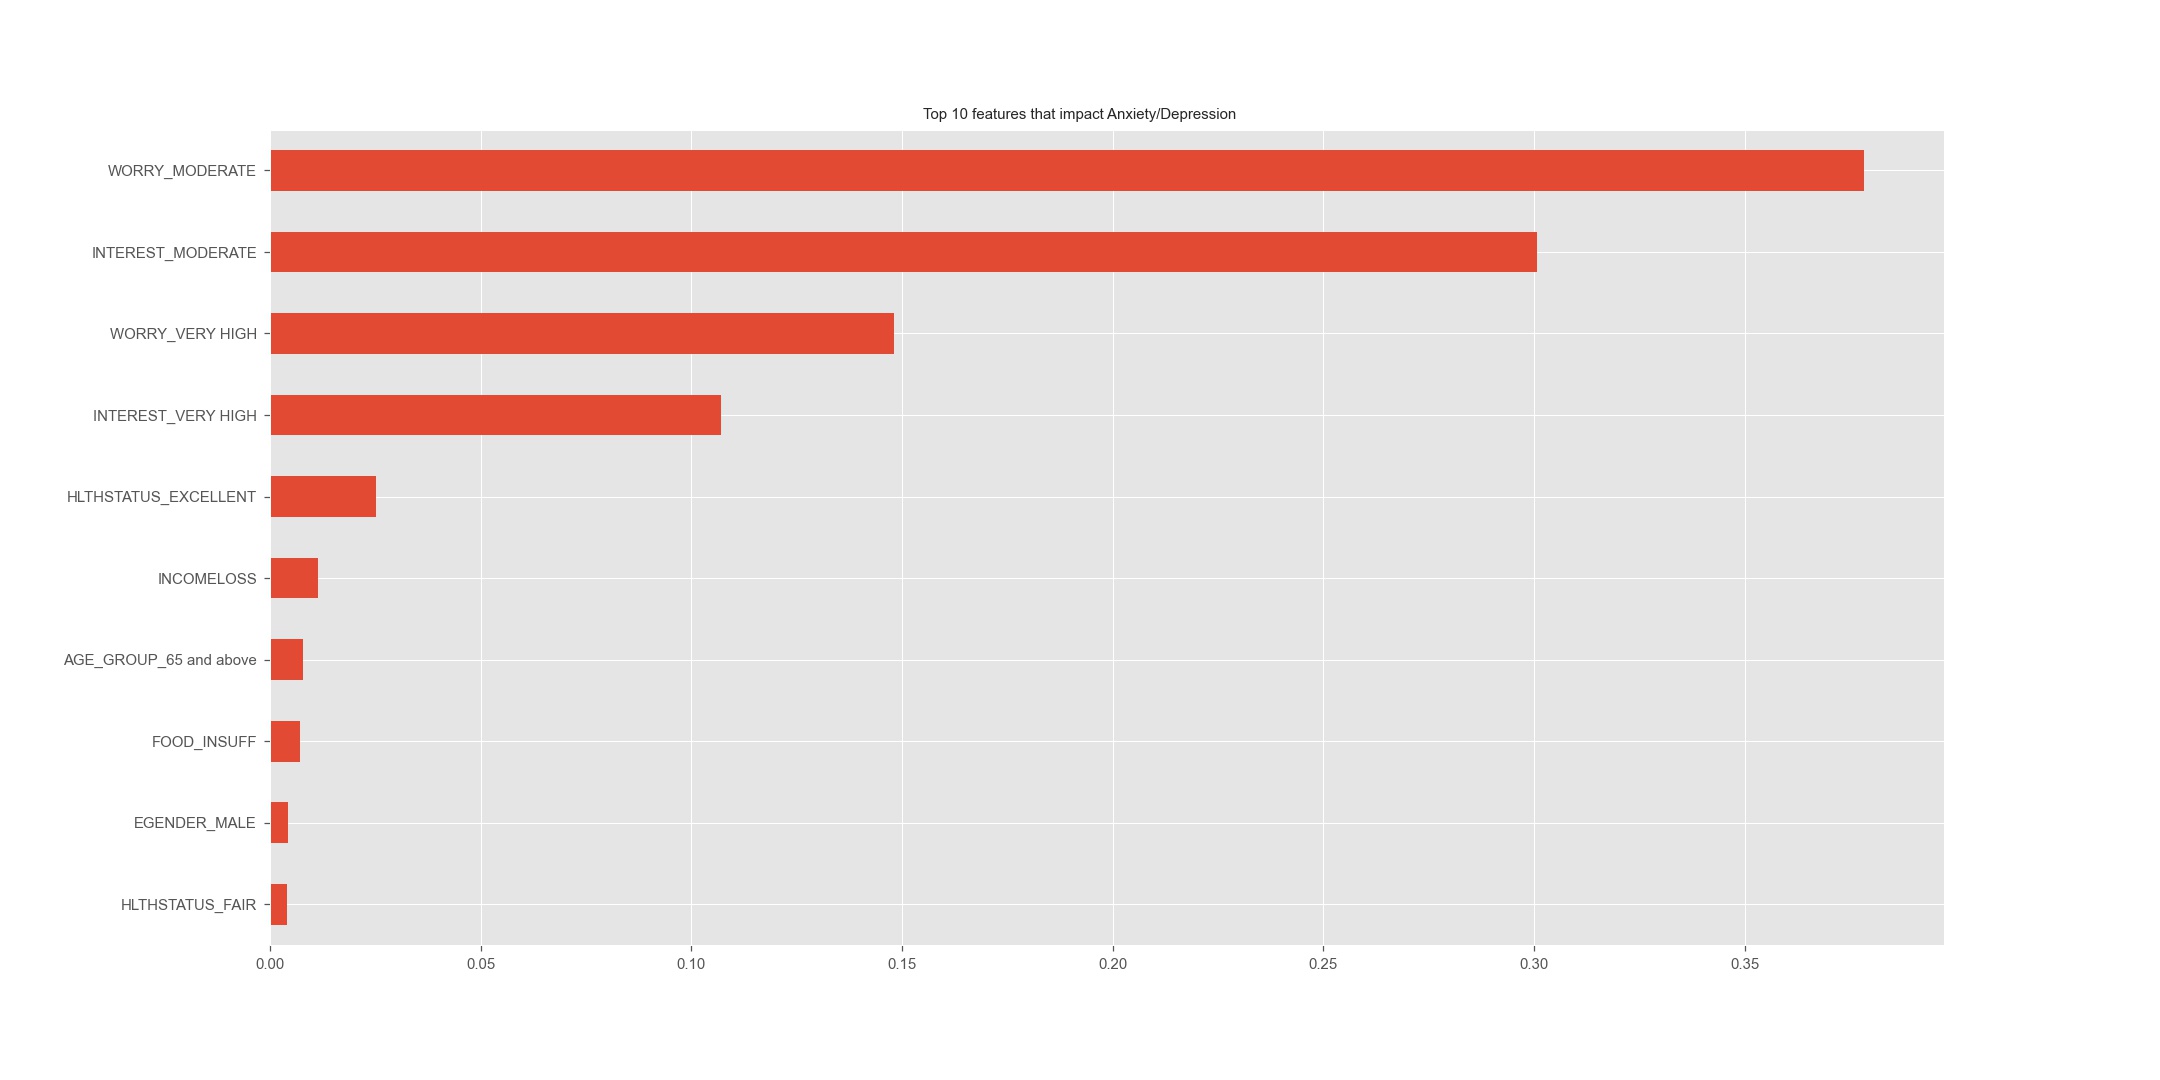 Top 10 features that impact Anxiety/Depression
WORRY_MODERATE
INTEREST_MODERATE
WORRY_VERY HIGH
INTEREST_VERY HIGH
HLTHSTATUS_EXCELLENT
INCOMELOSS
AGE_GROUP_65 and above
FOOD_INSUFF
EGENDER_MALE
HLTHSTATUS_FAIR
0.00 0.05 0.10 0.15 0.20 0.25 0.30 0.35